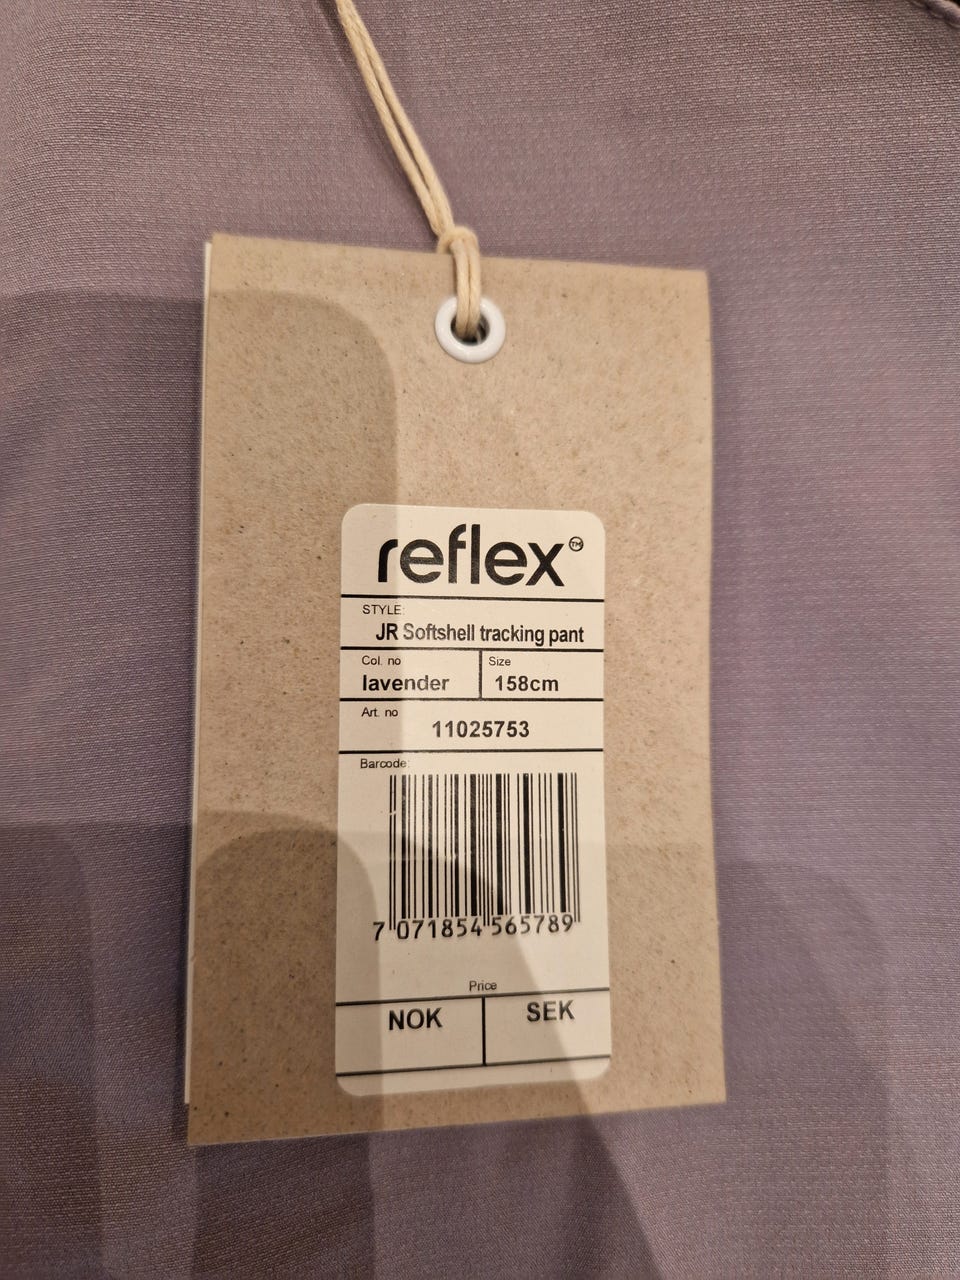 reflex™
STYLE:
JR Softshell tracking pant
Col. no Size
lavender 158cm
Art. no
11025753
Barcode:
7 071854 565789
Price
NOK SEK